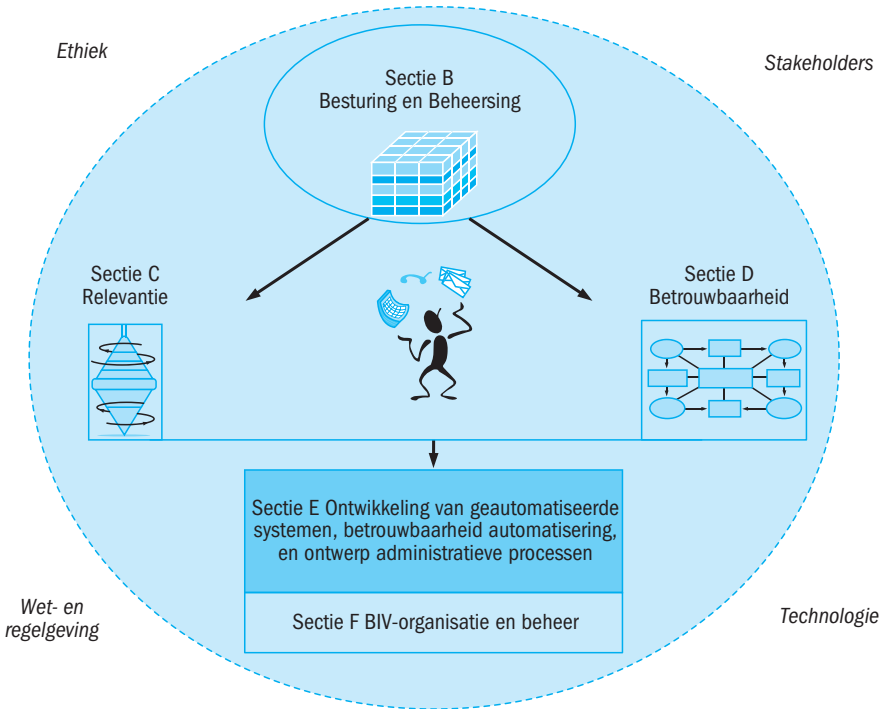 Ethiek
Stakeholders
Sectie B
Besturing en Beheersing
Sectie C
Relevantie
Sectie D
Betrouwbaarheid
Sectie E Ontwikkeling van geautomatiseerde
systemen, betrouwbaarheid automatisering,
en ontwerp administratieve processen
Sectie F BIV-organisatie en beheer
Wet- en
regelgeving
Technologie